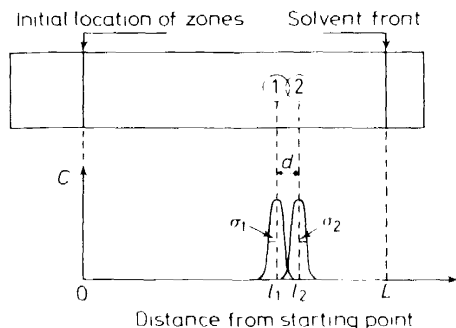 Initial location of zones Solvent front
1 2
d
C
σ1 σ2
0 l1 l2 L
Distance from starting point